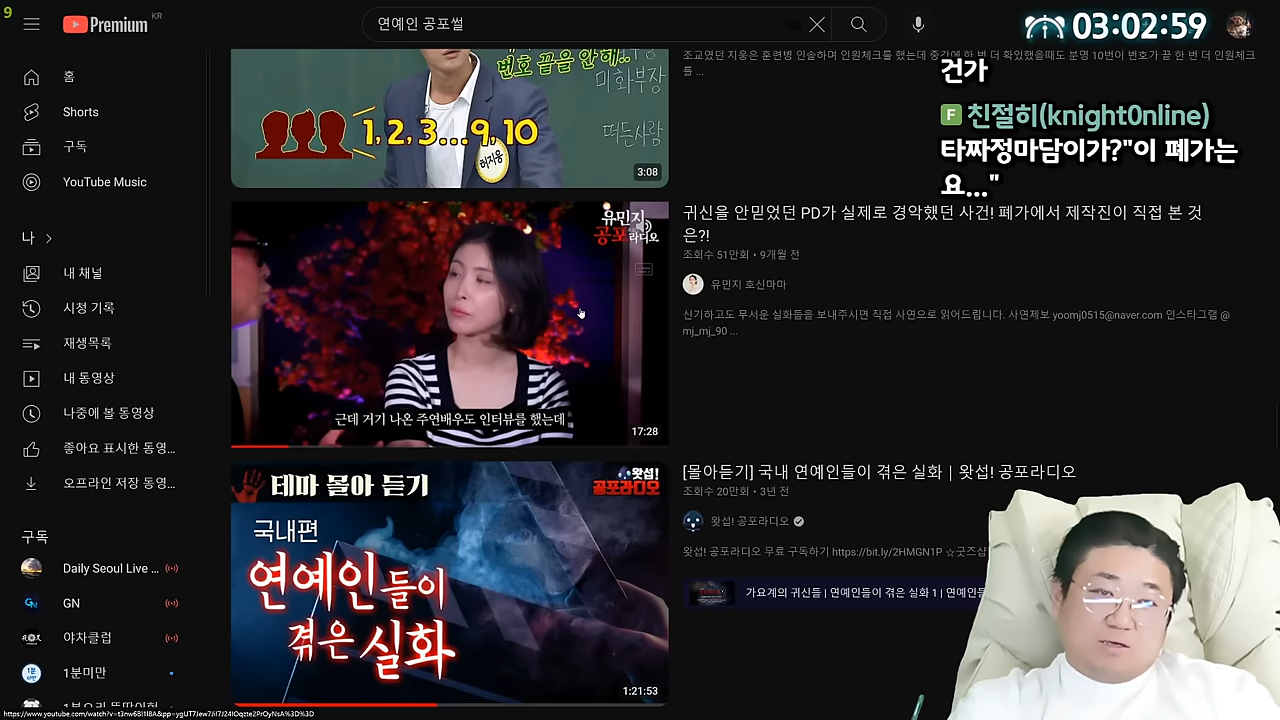 9
Premium KR
연예인 공포썰
03:02:59
홈
Shorts
구독
YouTube Music
나
내 채널
시청 기록
재생목록
내 동영상
나중에 볼 동영상
좋아요 표시한 동영...
오프라인 저장 동영...
구독
Daily Seoul Live ...
GN
야차클럽
1분미만
번호 끝을 안해..
미화부장
떠든사람
1, 2, 3...9, 10
허지웅
3:08
조교였던 지웅은 훈련병 인솔하며 인원체크를 했는데 중간에 한 번 더 확인했을때도 분명 10번이 번호가 끝 한 번 더 인원체크
를 ...
건가
F 친절히(knight0nline)
타짜정마담이가?"이 폐가는
요..."
유민지
공포라디오
근데 거기 나온 주연배우도 인터뷰를 했는데
17:28
귀신을 안믿었던 PD가 실제로 경악했던 사건! 폐가에서 제작진이 직접 본 것
은?!
조회수 51만회 • 9개월 전
유민지 호신마마
신기하고도 무서운 실화들을 보내주시면 직접 사연으로 읽어드립니다. 사연제보 yoomj0515@naver.com 인스타그램 @
mj_mj_90 ...
테마 몰아 듣기
왓섭!
공포라디오
국내편
연예인들이
겪은 실화
1:21:53
[몰아듣기] 국내 연예인들이 겪은 실화 | 왓섭! 공포라디오
조회수 20만회 • 3년 전
왓섭! 공포라디오
왓섭! 공포라디오 무료 구독하기 https://bit.ly/2HMGN1P ☆굿즈샵
가요계의 귀신들 | 연예인들이 겪은 실화 1 | 연예인들